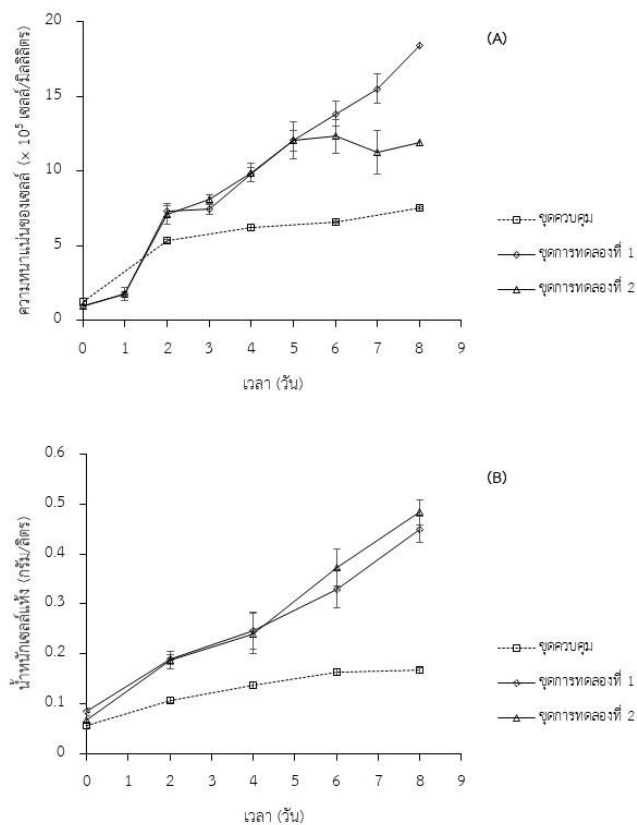 (A)
ความหนาแน่นของเซลล์ (× 10⁵ เซลล์/มิลลิลิตร)
20
15
10
5
0
0 1 2 3 4 5 6 7 8 9
เวลา (วัน)
ชุดควบคุม
ชุดการทดลองที่ 1
ชุดการทดลองที่ 2
(B)
น้ำหนักเซลล์แห้ง (กรัม/ลิตร)
0.6
0.5
0.4
0.3
0.2
0.1
0
0 1 2 3 4 5 6 7 8 9
เวลา (วัน)
ชุดควบคุม
ชุดการทดลองที่ 1
ชุดการทดลองที่ 2